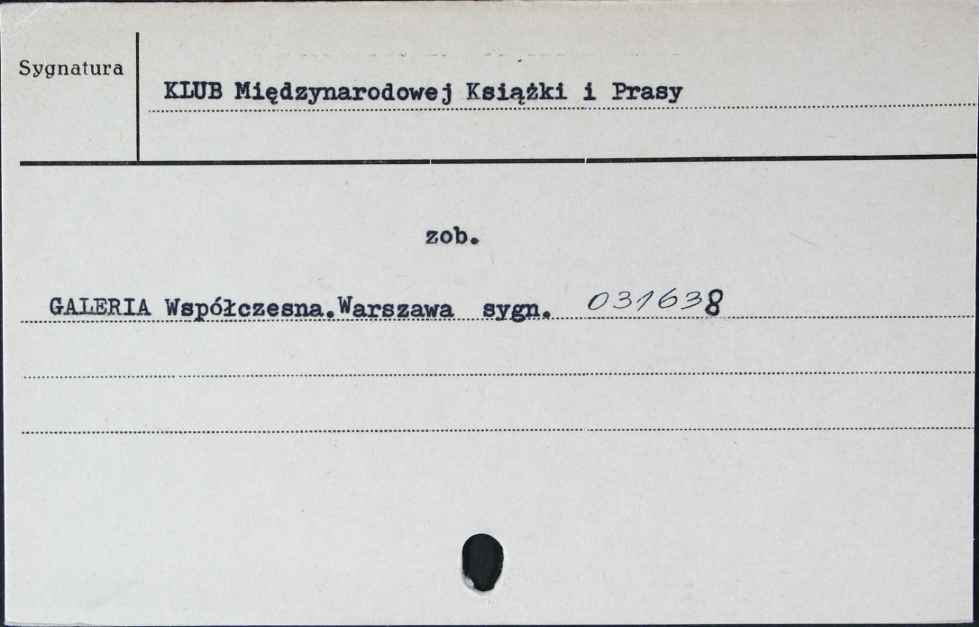 Sygnatura
KLUB Międzynarodowej Książki i Prasy
zob.
GALERIA Współczesna.Warszawa sygn. 031638